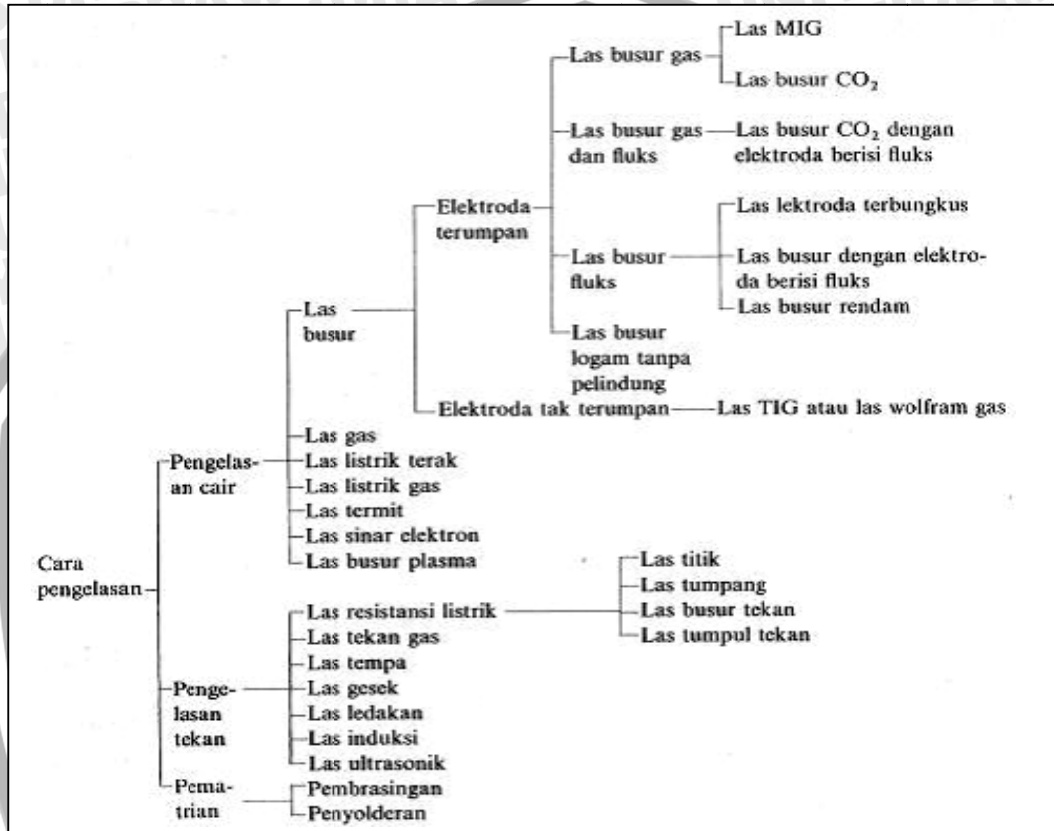 Las MIG
Las busur gas
Las busur CO₂
Las busur gas
dan fluks
Las busur CO₂ dengan
elektroda berisi fluks
Elektroda
terumpan
Las lektroda terbungkus
Las busur
fluks
Las busur dengan elektro-
da berisi fluks
Las busur rendam
Las
busur
Las busur
logam tanpa
pelindung
Elektroda tak terumpan
Las TIG atau las wolfram gas
Las gas
Pengelas-
an cair
Las listrik terak
Las listrik gas
Las termit
Las sinar elektron
Las busur plasma
Cara
pengelasan
Las titik
Las tumpang
Las busur tekan
Las tumpul tekan
Las resistansi listrik
Las tekan gas
Las tempa
Penge-
lasan
tekan
Las gesek
Las ledakan
Las induksi
Las ultrasonik
Pema-
trian
Pembrasingan
Penyolderan